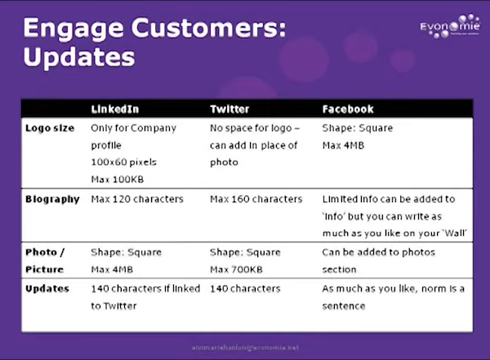 Engage Customers:
Updates
Evonomie
LinkedIn Twitter Facebook
Logo size Only for Company No space for logo – Shape: Square
profile can add in place of Max 4MB
100x60 pixels photo
Max 100KB
Biography Max 120 characters Max 160 characters Limited info can be added to
'Info' but you can write as
much as you like on your 'Wall'
Photo / Shape: Square Shape: Square Can be added to photos
Picture Max 4MB Max 700KB section
Updates 140 characters if linked 140 characters As much as you like, norm is a
to Twitter sentence